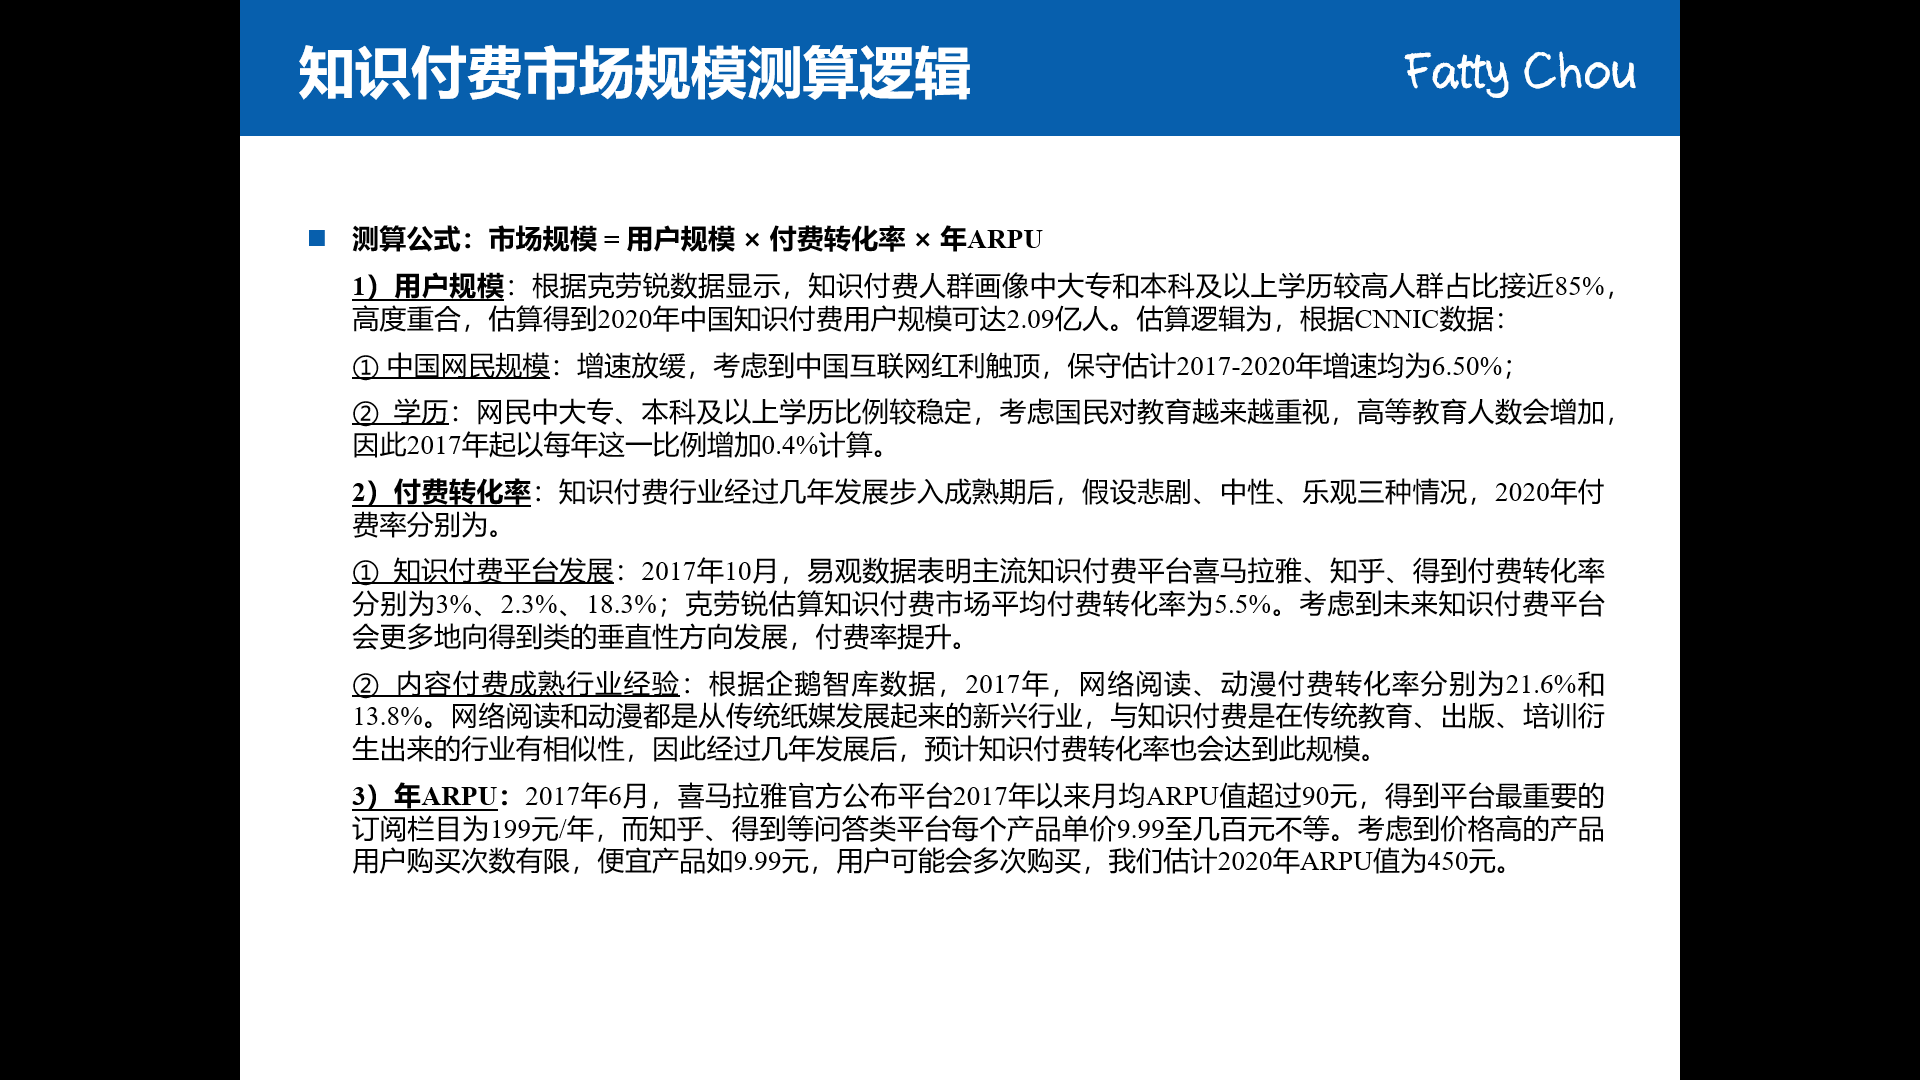 知识付费市场规模测算逻辑
Fatty Chou
■ 测算公式：市场规模 = 用户规模 × 付费转化率 × 年ARPU
1）用户规模：根据克劳锐数据显示，知识付费人群画像中大专和本科及以上学历较高人群占比接近85%，
高度重合，估算得到2020年中国知识付费用户规模可达2.09亿人。估算逻辑为，根据CNNIC数据：
① 中国网民规模：增速放缓，考虑到中国互联网红利触顶，保守估计2017-2020年增速均为6.50%；
② 学历：网民中大专、本科及以上学历比例较稳定，考虑国民对教育越来越重视，高等教育人数会增加，
因此2017年起以每年这一比例增加0.4%计算。
2）付费转化率：知识付费行业经过几年发展步入成熟期后，假设悲剧、中性、乐观三种情况，2020年付
费率分别为。
① 知识付费平台发展：2017年10月，易观数据表明主流知识付费平台喜马拉雅、知乎、得到付费转化率
分别为3%、2.3%、18.3%；克劳锐估算知识付费市场平均付费转化率为5.5%。考虑到未来知识付费平台
会更多地向得到类的垂直性方向发展，付费率提升。
② 内容付费成熟行业经验：根据企鹅智库数据，2017年，网络阅读、动漫付费转化率分别为21.6%和
13.8%。网络阅读和动漫都是从传统纸媒发展起来的新兴行业，与知识付费是在传统教育、出版、培训衍
生出来的行业有相似性，因此经过几年发展后，预计知识付费转化率也会达到此规模。
3）年ARPU：2017年6月，喜马拉雅官方公布平台2017年以来月均ARPU值超过90元，得到平台最重要的
订阅栏目为199元/年，而知乎、得到等问答类平台每个产品单价9.99至几百元不等。考虑到价格高的产品
用户购买次数有限，便宜产品如9.99元，用户可能会多次购买，我们估计2020年ARPU值为450元。